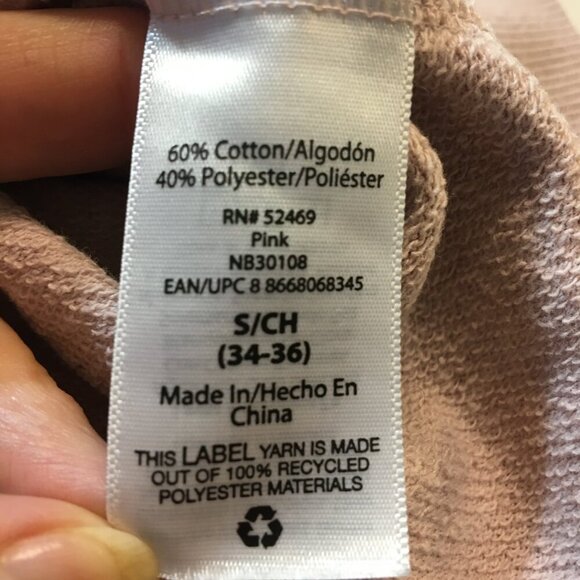 60% Cotton/Algodón
40% Polyester/Poliéster
RN# 52469
Pink
NB30108
EAN/UPC 8 8668068345
S/CH
(34-36)
Made In/Hecho En
China
THIS LABEL YARN IS MADE
OUT OF 100% RECYCLED
POLYESTER MATERIALS